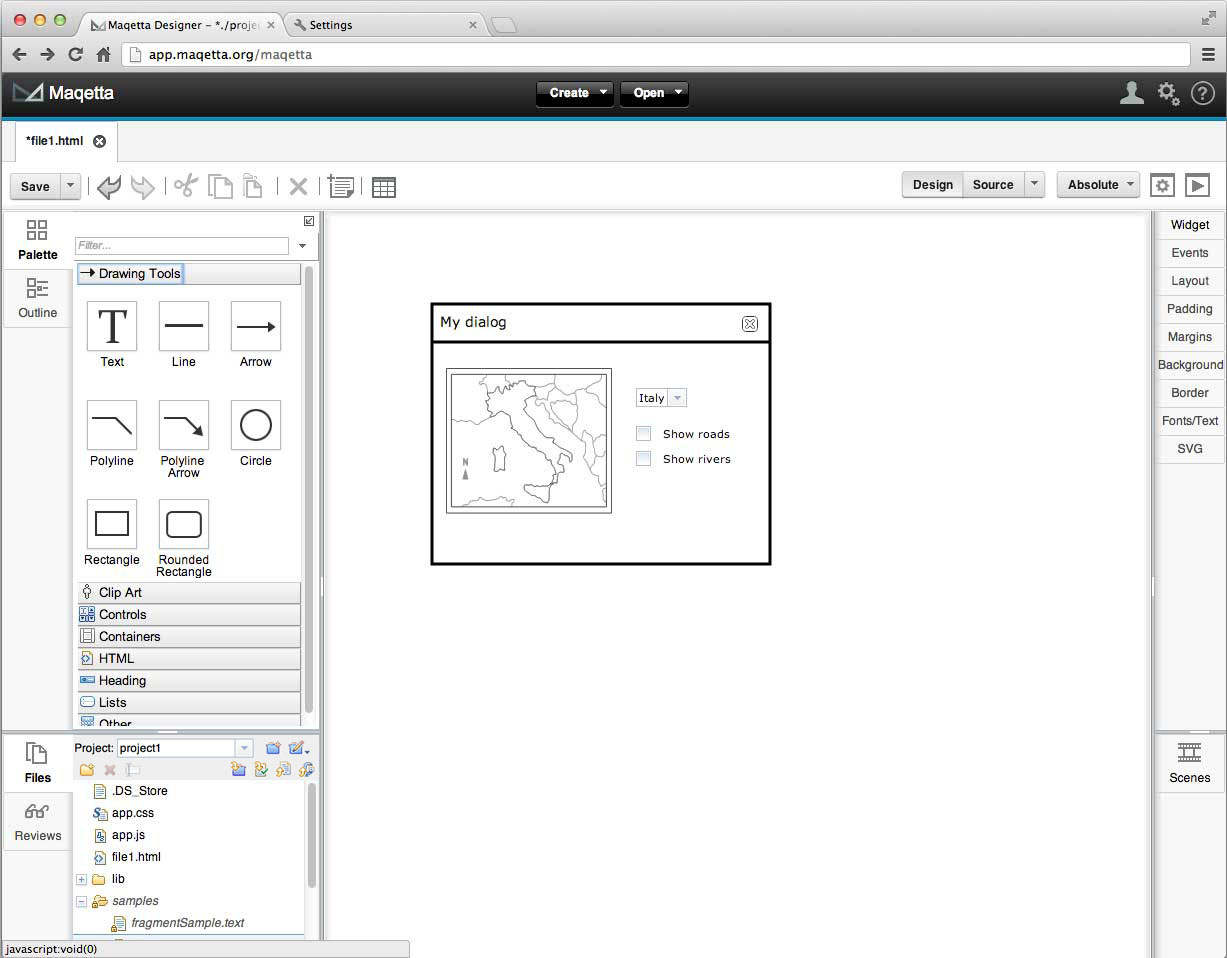 Maqetta Designer – *./proje
Settings
app.maqetta.org/maqetta
Maqetta
Create
Open
?
*file1.html
Save
Design
Source
Absolute
Palette
Outline
Filter...
Drawing Tools
T
Text
Line
Arrow
Polyline
Polyline
Arrow
Circle
Rectangle
Rounded
Rectangle
Clip Art
Controls
Containers
HTML
Heading
Lists
Other
My dialog
N
Italy
Show roads
Show rivers
Widget
Events
Layout
Padding
Margins
Background
Border
Fonts/Text
SVG
Files
Reviews
Project: project1
.DS_Store
app.css
app.js
file1.html
lib
samples
fragmentSample.text
Scenes
javascript:void(0)